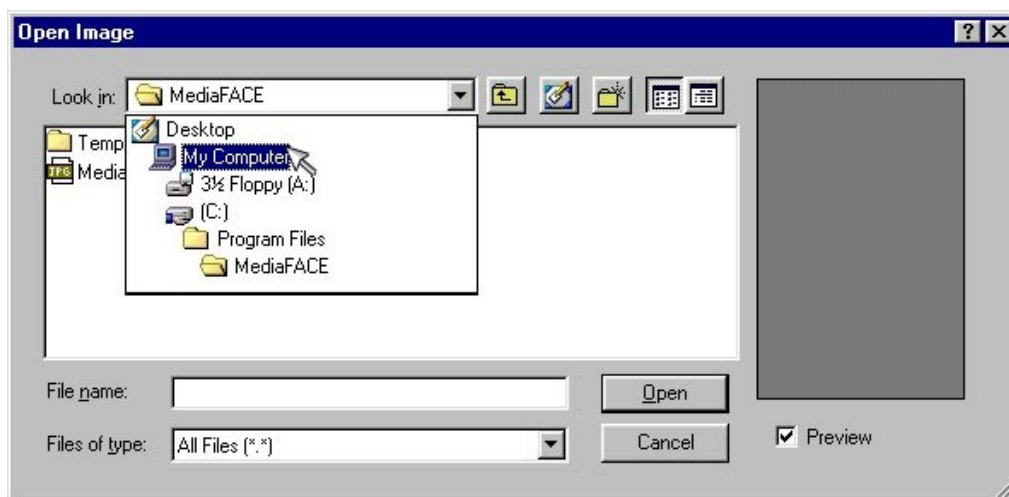 Open Image
Look in: MediaFACE
Temp
Media
JPG
Desktop
My Computer
3½ Floppy (A:)
(C:)
Program Files
MediaFACE
File name:
Open
Files of type: All Files (*.*)
Cancel
Preview